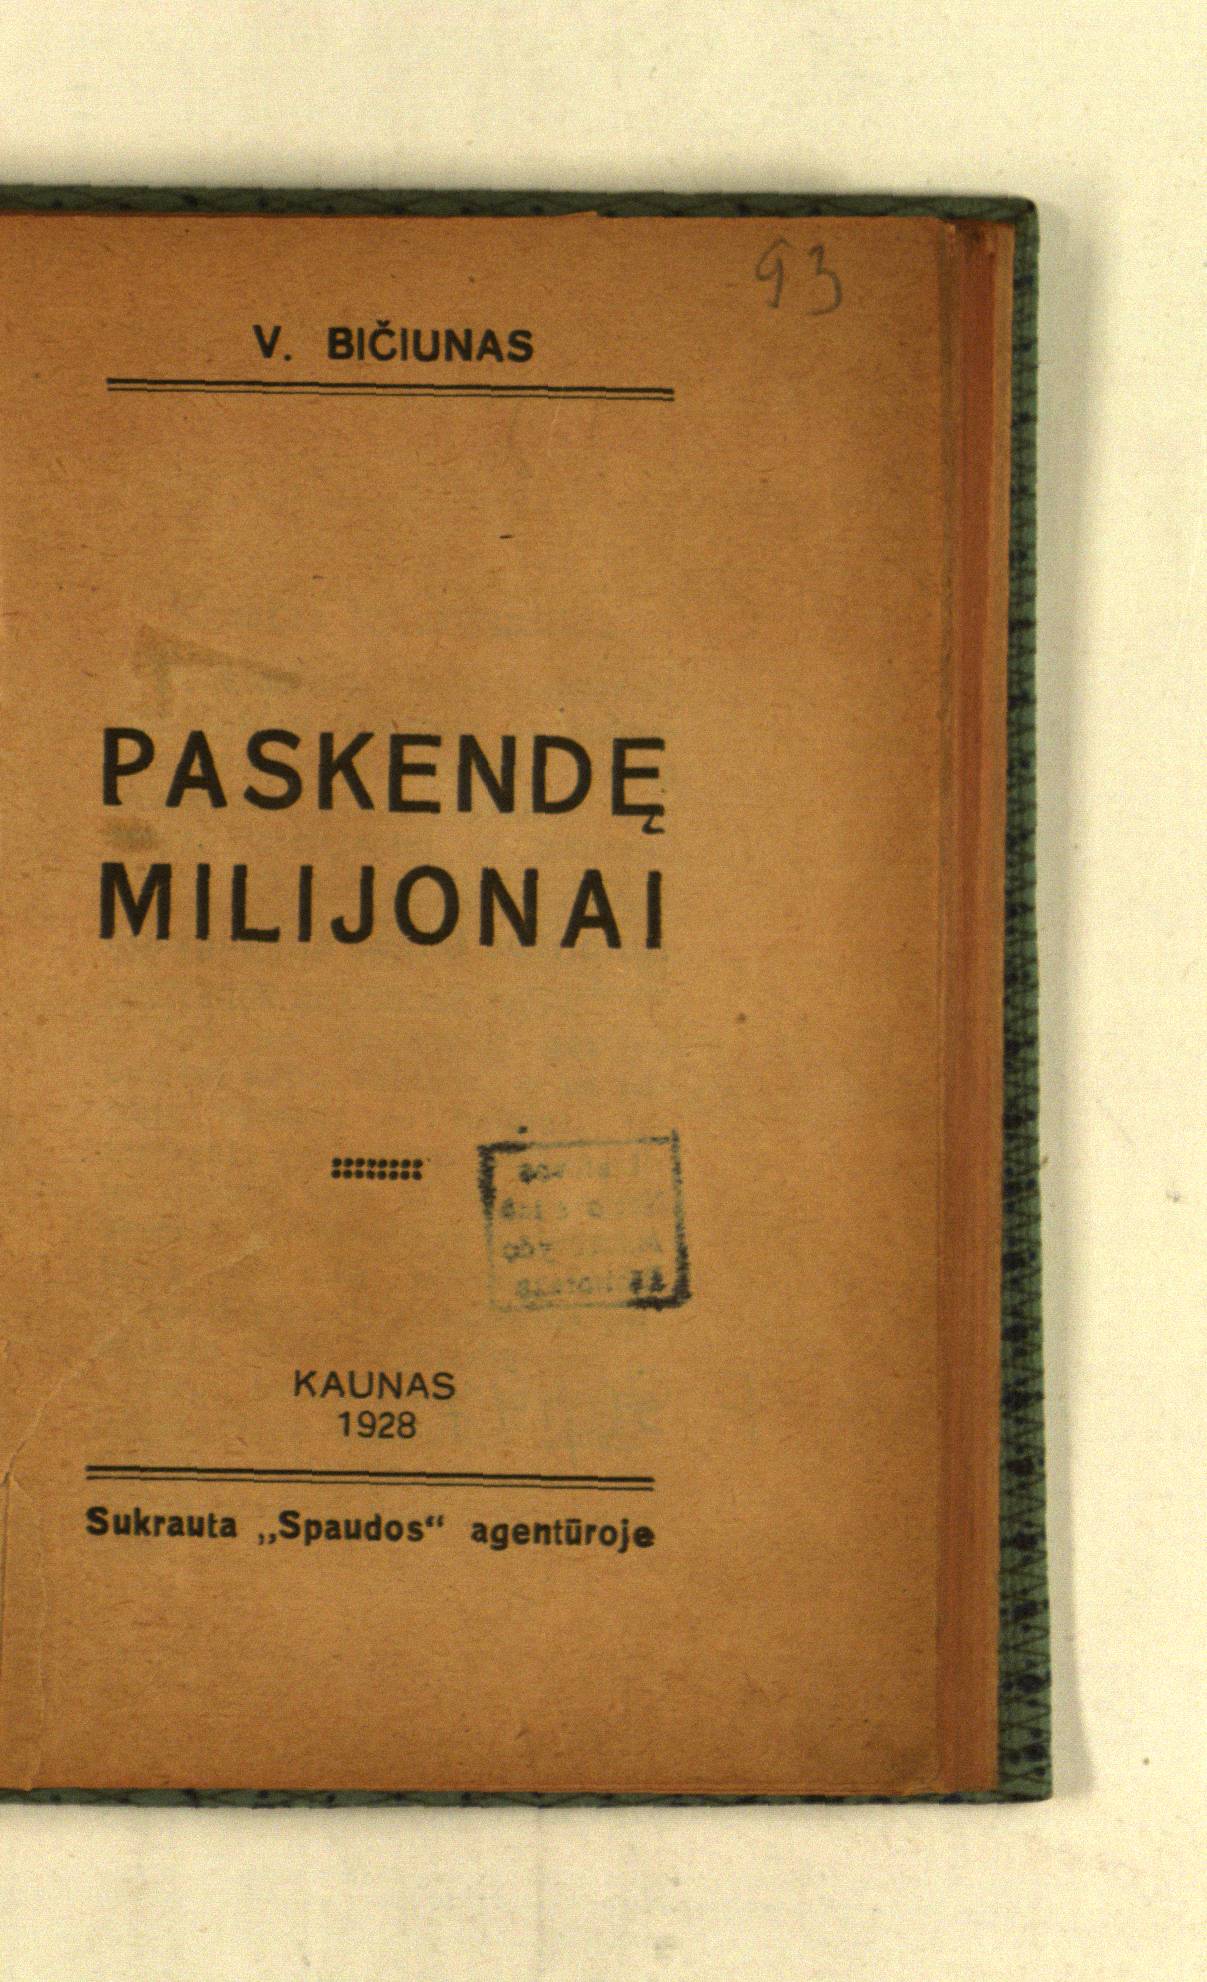 93
V. BIČIUNAS
PASKENDĘ
MILIJONAI
KAUNAS
1928
Sukrauta „Spaudos“ agentūroje